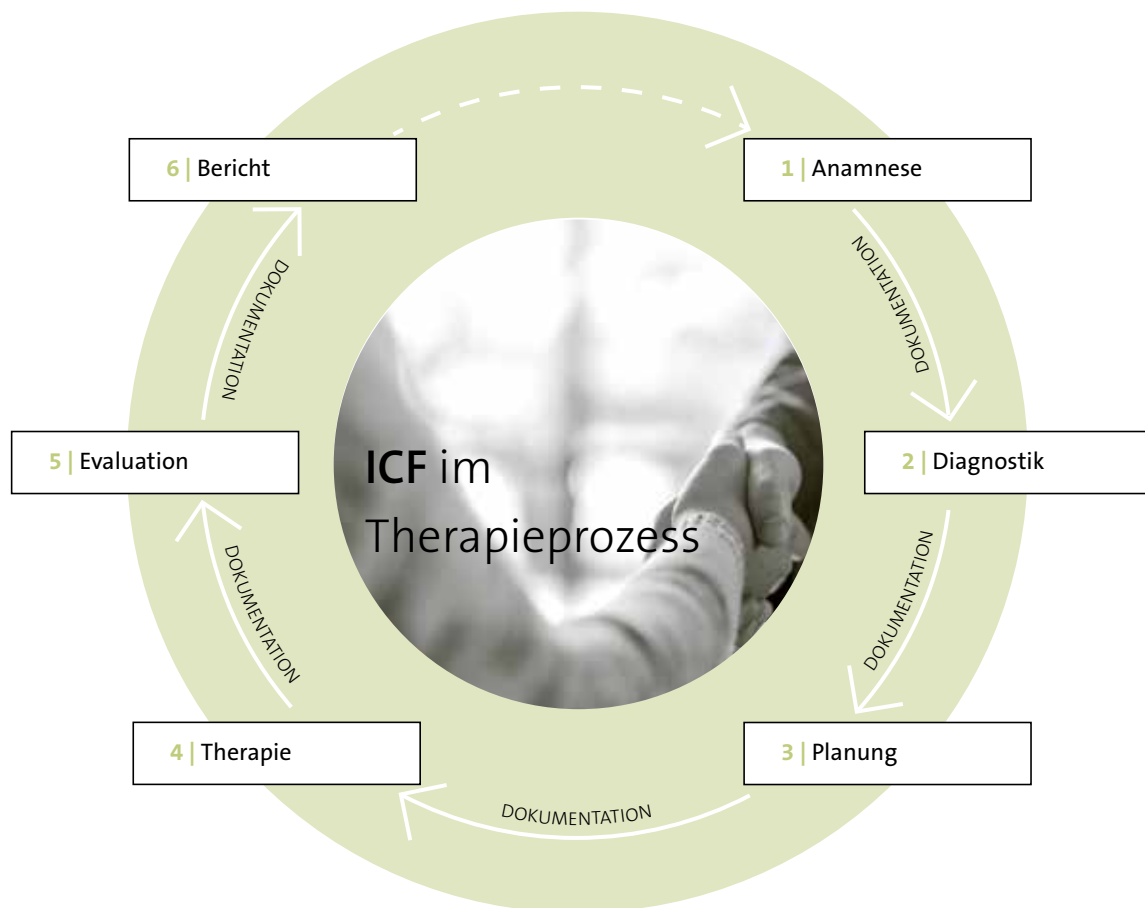 6 | Bericht
1 | Anamnese
DOKUMENTATION
DOKUMENTATION
5 | Evaluation
ICF im
Therapieprozess
2 | Diagnostik
DOKUMENTATION
DOKUMENTATION
4 | Therapie
3 | Planung
DOKUMENTATION